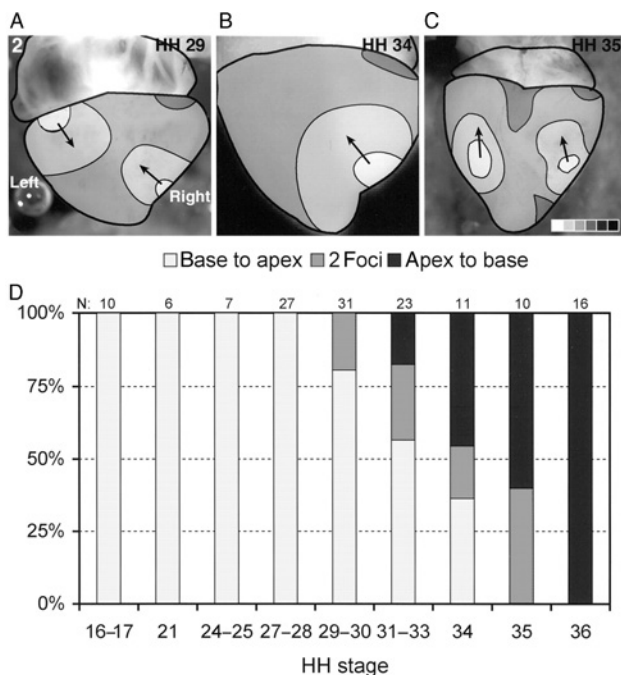 A
B
C
2
HH 29
HH 34
HH 35
Left
Right
Base to apex 2 Foci Apex to base
D
N: 10 6 7 27 31 23 11 10 16
100%
75%
50%
25%
0%
16–17 21 24–25 27–28 29–30 31–33 34 35 36
HH stage